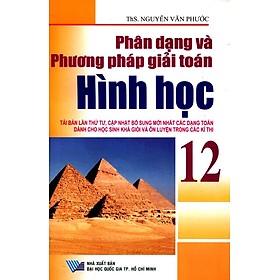 ThS. NGUYỄN VĂN PHƯỚC
Phân dạng và
Phương pháp giải toán
Hình học
TÁI BẢN LẦN THỨ TƯ, CẬP NHẬT BỔ SUNG MỚI NHẤT CÁC DẠNG TOÁN
DÀNH CHO HỌC SINH KHÁ GIỎI VÀ ÔN LUYỆN TRONG CÁC KÌ THI
12
NHÀ XUẤT BẢN
ĐẠI HỌC QUỐC GIA TP. HỒ CHÍ MINH